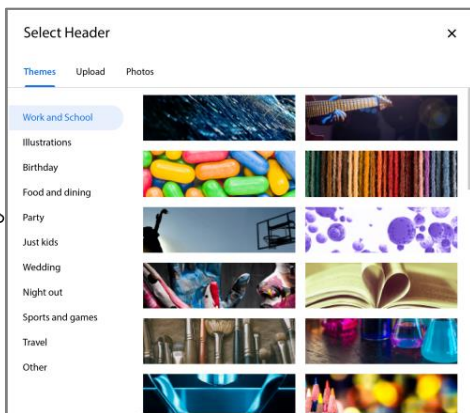 Select Header
Themes Upload Photos
Work and School
Illustrations
Birthday
Food and dining
Party
Just kids
Wedding
Night out
Sports and games
Travel
Other